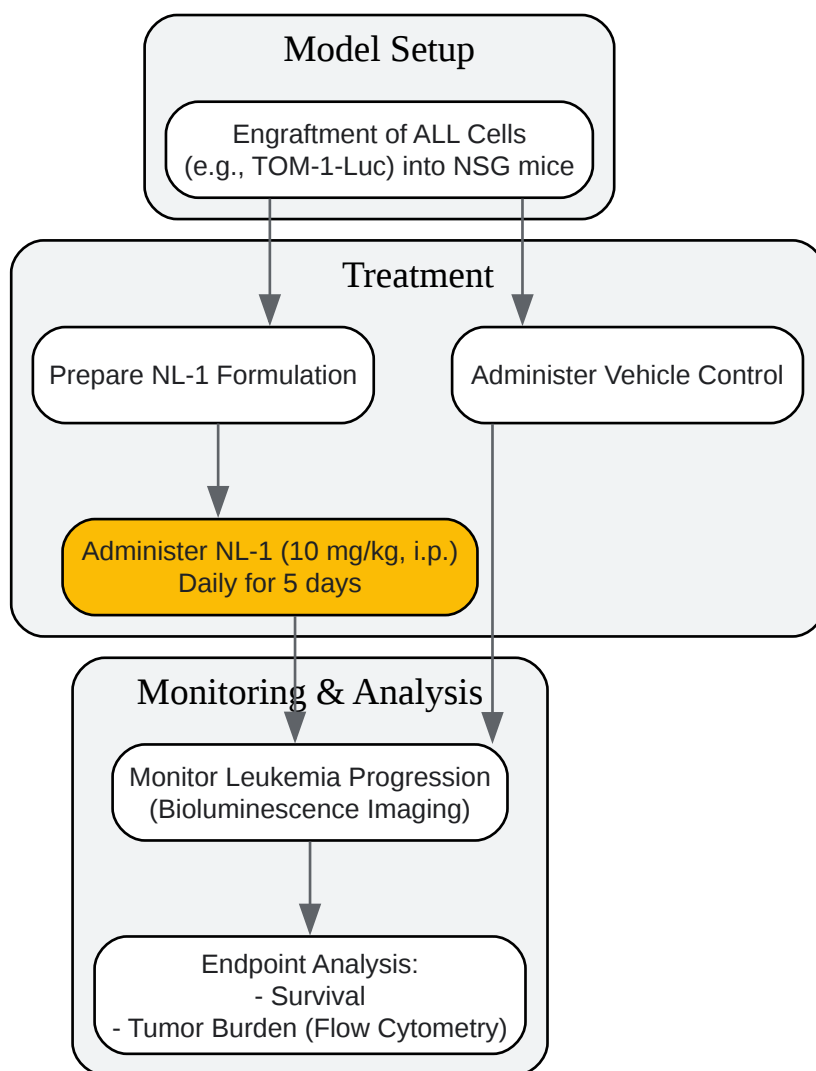 Model Setup
Engraftment of ALL Cells
(e.g., TOM-1-Luc) into NSG mice
Treatment
Prepare NL-1 Formulation
Administer Vehicle Control
Administer NL-1 (10 mg/kg, i.p.)
Daily for 5 days
Monitoring & Analysis
Monitor Leukemia Progression
(Bioluminescence Imaging)
Endpoint Analysis:
- Survival
- Tumor Burden (Flow Cytometry)